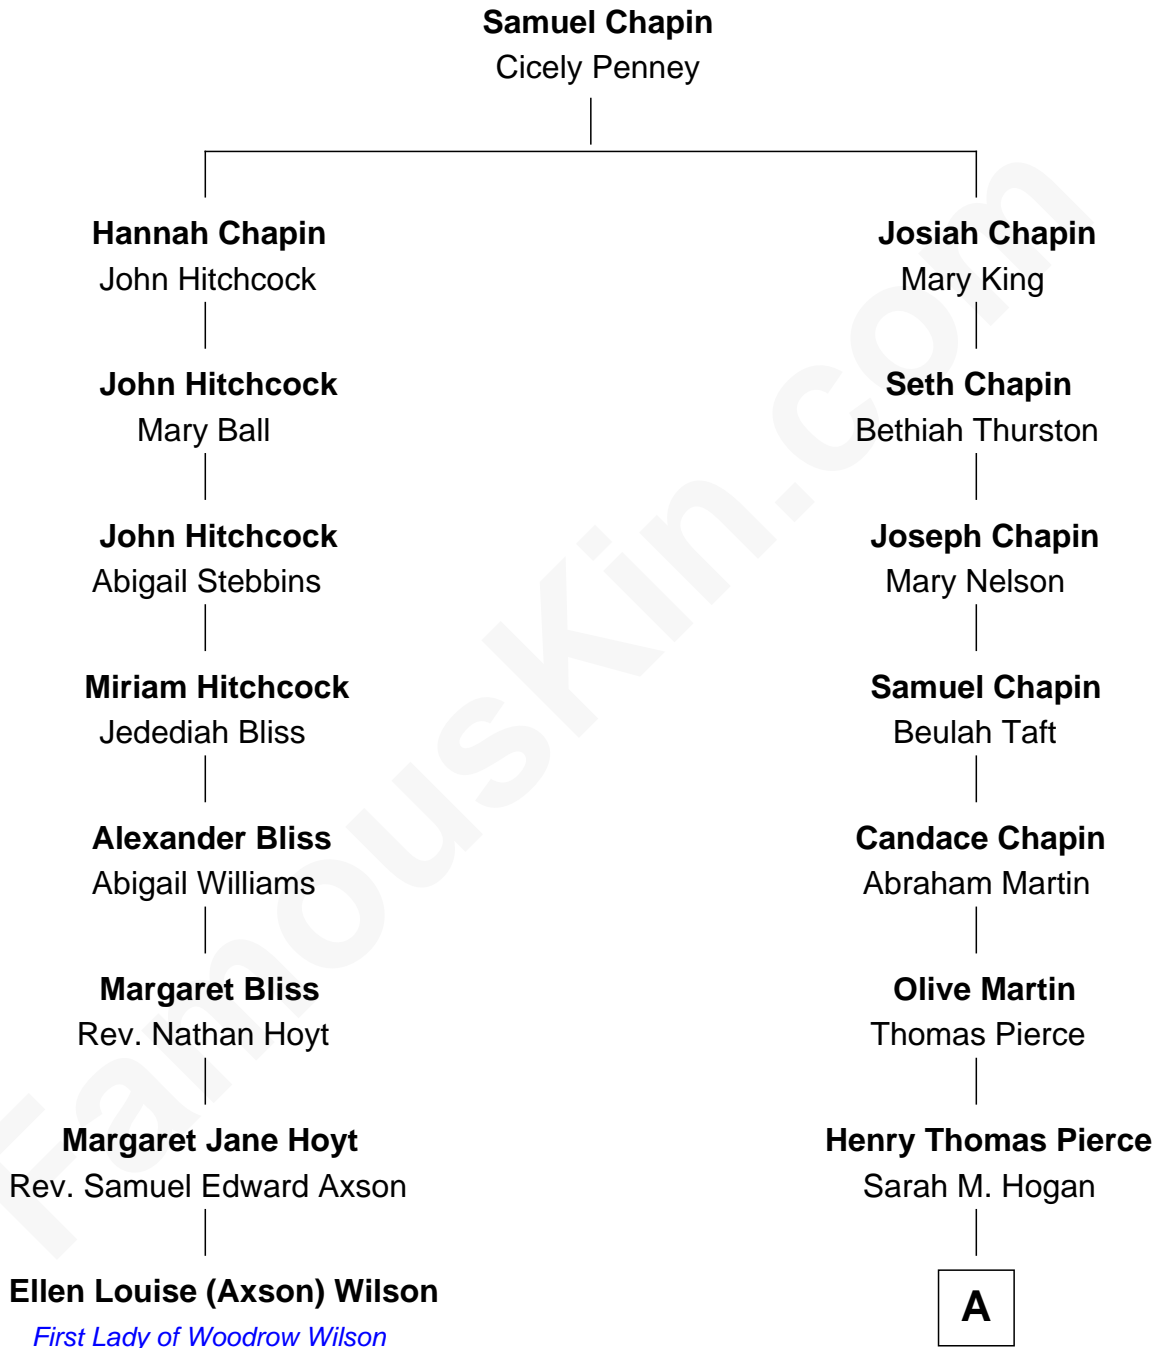 Samuel Chapin
Cicely Penney
Hannah Chapin
John Hitchcock
John Hitchcock
Mary Ball
John Hitchcock
Abigail Stebbins
Miriam Hitchcock
Jedediah Bliss
Alexander Bliss
Abigail Williams
Margaret Bliss
Rev. Nathan Hoyt
Margaret Jane Hoyt
Rev. Samuel Edward Axson
Ellen Louise (Axson) Wilson
First Lady of Woodrow Wilson
Josiah Chapin
Mary King
Seth Chapin
Bethiah Thurston
Joseph Chapin
Mary Nelson
Samuel Chapin
Beulah Taft
Candace Chapin
Abraham Martin
Olive Martin
Thomas Pierce
Henry Thomas Pierce
Sarah M. Hogan
A
FamousKin.com